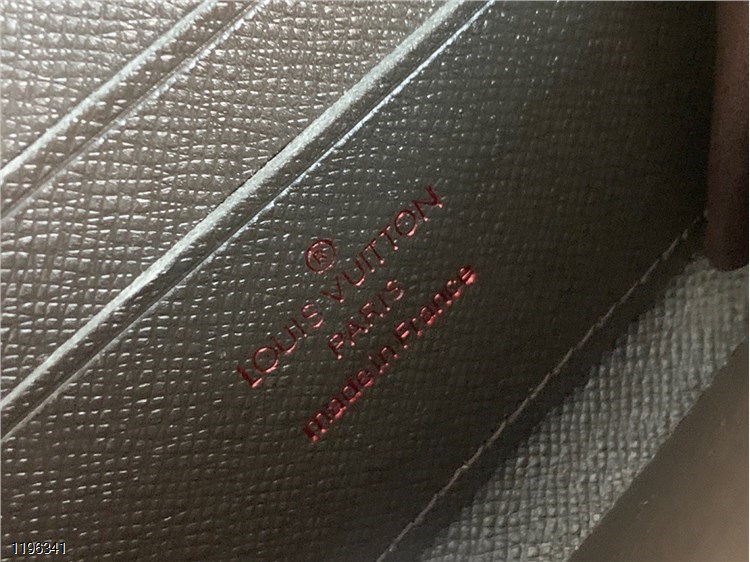 ®
LOUIS VUITTON
PARIS
made in France
1196341